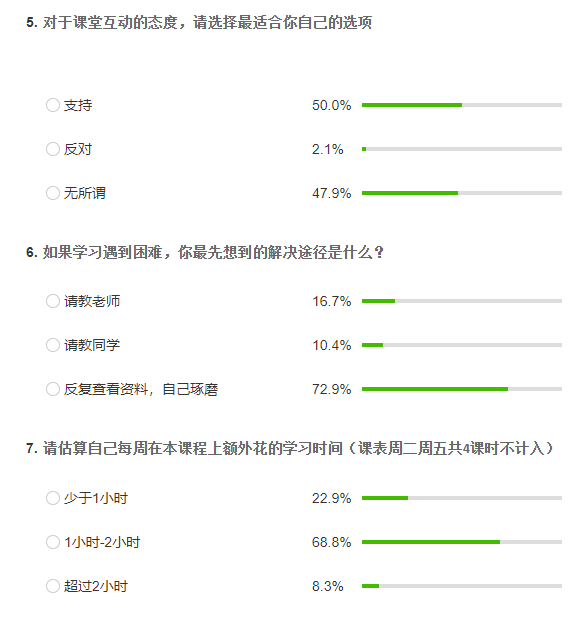 5. 对于课堂互动的态度，请选择最适合你自己的选项
支持 50.0%
反对 2.1%
无所谓 47.9%
6. 如果学习遇到困难，你最先想到的解决途径是什么？
请教老师 16.7%
请教同学 10.4%
反复查看资料，自己琢磨 72.9%
7. 请估算自己每周在本课程上额外花的学习时间（课表周二周五共4课时不计入）
少于1小时 22.9%
1小时-2小时 68.8%
超过2小时 8.3%